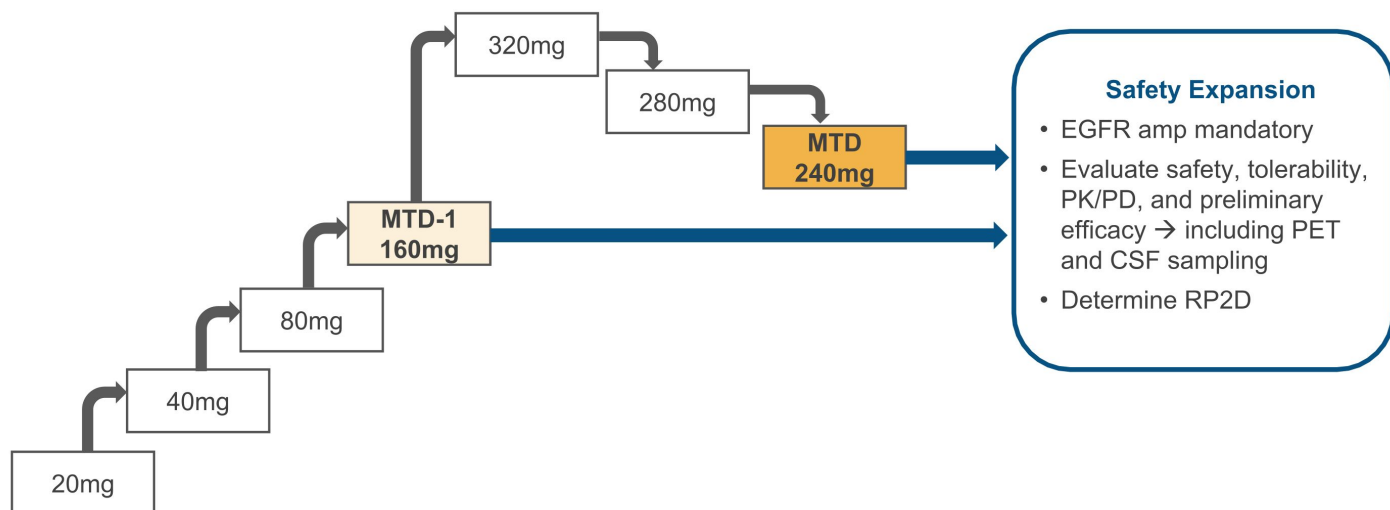 320mg
280mg
MTD
240mg
MTD-1
160mg
80mg
40mg
20mg
Safety Expansion
• EGFR amp mandatory
• Evaluate safety, tolerability,
PK/PD, and preliminary
efficacy → including PET
and CSF sampling
• Determine RP2D